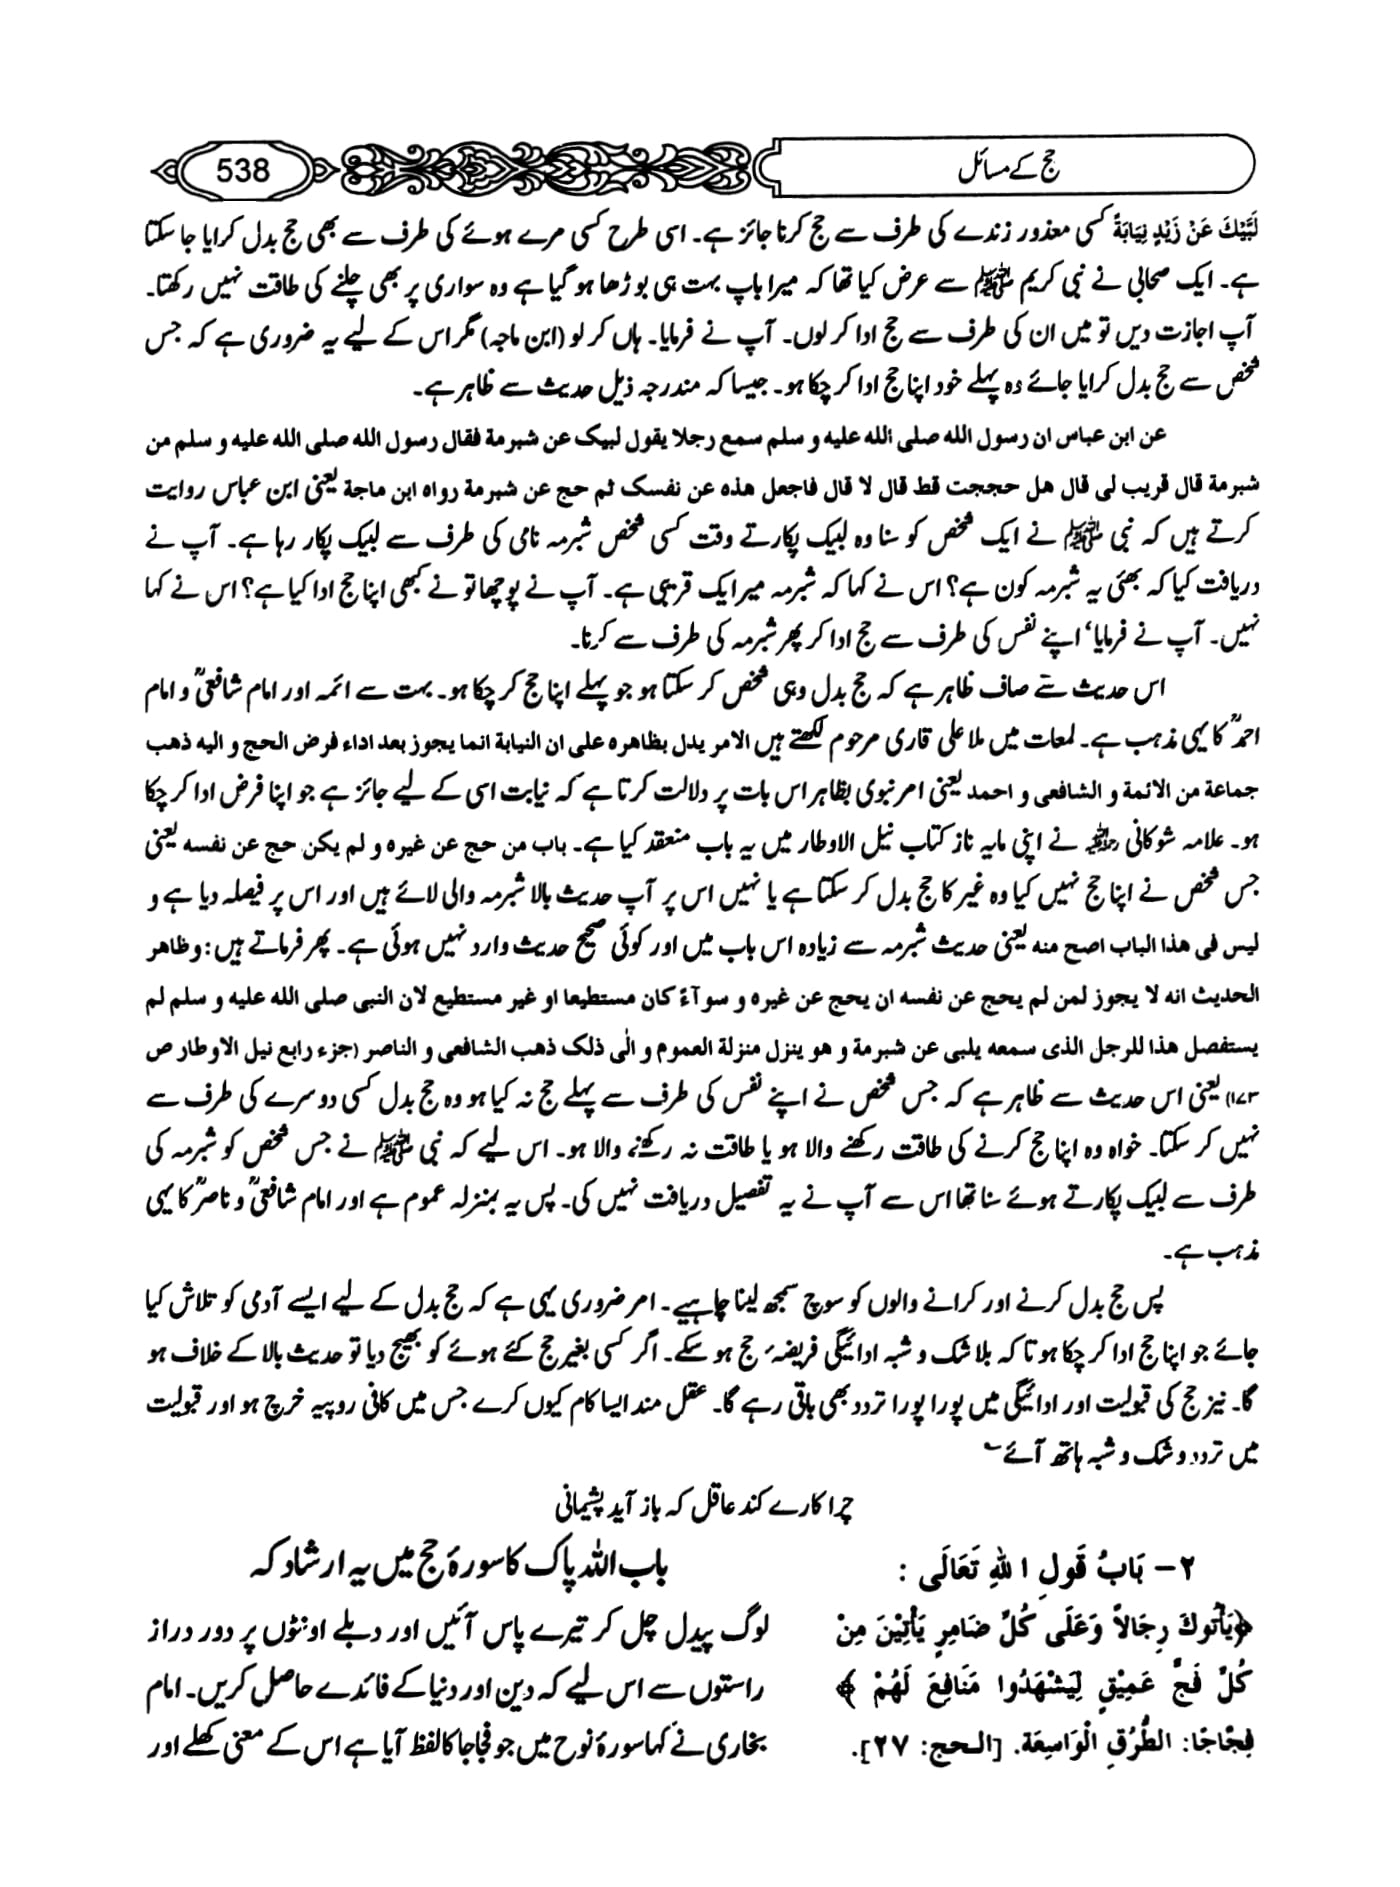 حج کے مسائل
538
لَبَّيْكَ عَنْ زَيْدٍ نِيَابَةً کسی معذور زندے کی طرف سے حج کرنا جائز ہے۔ اسی طرح کسی مرے ہوئے کی طرف سے بھی حج بدل کرایا جا سکتا
ہے۔ ایک صحابی نے نبی کریم ﷺ سے عرض کیا تھا کہ میرا باپ بہت ہی بوڑھا ہو گیا ہے وہ سواری پر بھی چلنے کی طاقت نہیں رکھتا۔
آپ اجازت دیں تو میں ان کی طرف سے حج ادا کر لوں۔ آپ نے فرمایا۔ ہاں کر لو (ابن ماجہ) مگر اس کے لیے یہ ضروری ہے کہ جس
شخص سے حج بدل کرایا جائے وہ پہلے خود اپنا حج ادا کر چکا ہو۔ جیسا کہ مندرجہ ذیل حدیث سے ظاہر ہے۔
عن ابن عباس ان رسول الله صلى الله عليه و سلم سمع رجلا يقول لبيک عن شبرمة فقال رسول الله صلى الله عليه و سلم من
شبرمة قال قريب لى قال هل حججت قط قال لا قال فاجعل هذه عن نفسک ثم حج عن شبرمة رواه ابن ماجة یعنی ابن عباس روایت
کرتے ہیں کہ نبی ﷺ نے ایک شخص کو سنا وہ لبیک پکارتے وقت کسی شخص شبرمہ نامی کی طرف سے لبیک پکار رہا ہے۔ آپ نے
دریافت کیا کہ بھئی یہ شبرمہ کون ہے؟ اس نے کہا کہ شبرمہ میرا ایک قریبی ہے۔ آپ نے پوچھا تو نے کبھی اپنا حج ادا کیا ہے؟ اس نے کہا
نہیں۔ آپ نے فرمایا‘ اپنے نفس کی طرف سے حج ادا کر پھر شبرمہ کی طرف سے کرنا۔
اس حدیث سے صاف ظاہر ہے کہ حج بدل وہی شخص کر سکتا ہو جو پہلے اپنا حج کر چکا ہو۔ بہت سے ائمہ اور امام شافعیؒ و امام
احمدؒ کا یہی مذہب ہے۔ لمعات میں ملا علی قاری مرحوم لکھتے ہیں الامر يدل بظاهره على ان النيابة انما يجوز بعد اداء فرض الحج و اليه ذهب
جماعة من الائمة و الشافعى و احمد یعنی امر نبوی بظاہر اس بات پر دلالت کرتا ہے کہ نیابت اسی کے لیے جائز ہے جو اپنا فرض ادا کر چکا
ہو۔ علامہ شوکانی رحمہ اللہ نے اپنی مایہ ناز کتاب نیل الاوطار میں یہ باب منعقد کیا ہے۔ باب من حج عن غيره و لم يكن حج عن نفسه یعنی
جس شخص نے اپنا حج نہیں کیا وہ غیر کا حج بدل کر سکتا ہے یا نہیں اس پر آپ حدیث بالا شبرمہ والی لائے ہیں اور اس پر فیصلہ دیا ہے و
ليس فى هذا الباب اصح منه یعنی حدیث شبرمہ سے زیادہ اس باب میں اور کوئی صحیح حدیث وارد نہیں ہوئی ہے۔ پھر فرماتے ہیں: وظاهر
الحديث انه لا يجوز لمن لم يحج عن نفسه ان يحج عن غيره و سوآءً كان مستطيعا او غير مستطيع لان النبى صلى الله عليه و سلم لم
يستفصل هذا للرجل الذى سمعه يلبى عن شبرمة و هو ينزل منزلة العموم و الٰى ذلک ذهب الشافعى و الناصر (جزء رابع نيل الاوطار ص
۱۷۳) یعنی اس حدیث سے ظاہر ہے کہ جس شخص نے اپنے نفس کی طرف سے پہلے حج نہ کیا ہو وہ حج بدل کسی دوسرے کی طرف سے
نہیں کر سکتا۔ خواہ وہ اپنا حج کرنے کی طاقت رکھنے والا ہو یا طاقت نہ رکھنے والا ہو۔ اس لیے کہ نبی ﷺ نے جس شخص کو شبرمہ کی
طرف سے لبیک پکارتے ہوئے سنا تھا اس سے آپ نے یہ تفصیل دریافت نہیں کی۔ پس یہ بمنزلہ عموم ہے اور امام شافعیؒ و ناصرؒ کا یہی
مذہب ہے۔
پس حج بدل کرنے اور کرانے والوں کو سوچ سمجھ لینا چاہیے۔ امر ضروری یہی ہے کہ حج بدل کے لیے ایسے آدمی کو تلاش کیا
جائے جو اپنا حج ادا کر چکا ہو تا کہ بلا شک و شبہ ادائیگی فریضہء حج ہو سکے۔ اگر کسی بغیر حج کئے ہوئے کو بھیج دیا تو حدیث بالا کے خلاف ہو
گا۔ نیز حج کی قبولیت اور ادائیگی میں پورا پورا تردد بھی باقی رہے گا۔ عقل مند ایسا کام کیوں کرے جس میں کافی روپیہ خرچ ہو اور قبولیت
میں تردد و شک و شبہ ہاتھ آئے؂
چرا کارے کند عاقل کہ باز آید پشیمانی
۲– بَابُ قَولِ اللهِ تَعَالَى :
﴿يَأْتُوكَ رِجَالاً وَعَلَى كُلِّ ضَامِرٍ يَأْتِيْنَ مِنْ
كُلِّ فَجٍّ عَمِيْقٍ لِيَشْهَدُوا مَنَافِعَ لَهُمْ﴾
فِجَاجًا: الطُّرُقِ الْوَاسِعَة. [الحج: ۲۷].
باب اللہ پاک کا سورۂ حج میں یہ ارشاد کہ
لوگ پیدل چل کر تیرے پاس آئیں اور دبلے اونٹوں پر دور دراز
راستوں سے اس لیے کہ دین اور دنیا کے فائدے حاصل کریں۔ امام
بخاری نے کہا سورۂ نوح میں جو فجاجا کا لفظ آیا ہے اس کے معنی کھلے اور